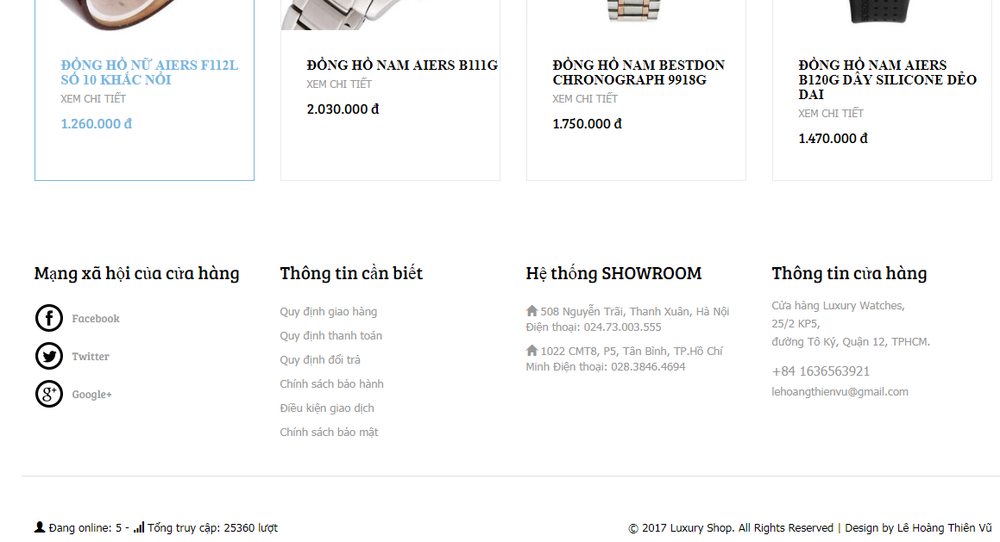 ĐỒNG HỒ NỮ AIERS F112L
SỐ 10 KHẮC NỔI
XEM CHI TIẾT
1.260.000 đ
ĐỒNG HỒ NAM AIERS B111G
XEM CHI TIẾT
2.030.000 đ
ĐỒNG HỒ NAM BESTDON
CHRONOGRAPH 9918G
XEM CHI TIẾT
1.750.000 đ
ĐỒNG HỒ NAM AIERS
B120G DÂY SILICONE DẺO
DAI
XEM CHI TIẾT
1.470.000 đ
Mạng xã hội của cửa hàng
Facebook
Twitter
Google+
Thông tin cần biết
Quy định giao hàng
Quy định thanh toán
Quy định đổi trả
Chính sách bảo hành
Điều kiện giao dịch
Chính sách bảo mật
Hệ thống SHOWROOM
508 Nguyễn Trãi, Thanh Xuân, Hà Nội
Điện thoại: 024.73.003.555
1022 CMT8, P5, Tân Bình, TP.Hồ Chí
Minh Điện thoại: 028.3846.4694
Thông tin cửa hàng
Cửa hàng Luxury Watches,
25/2 KP5,
đường Tô Ký, Quận 12, TPHCM.
+84 1636563921
lehoangthienvu@gmail.com
Đang online: 5 - Tổng truy cập: 25360 lượt
© 2017 Luxury Shop. All Rights Reserved | Design by Lê Hoàng Thiên Vũ